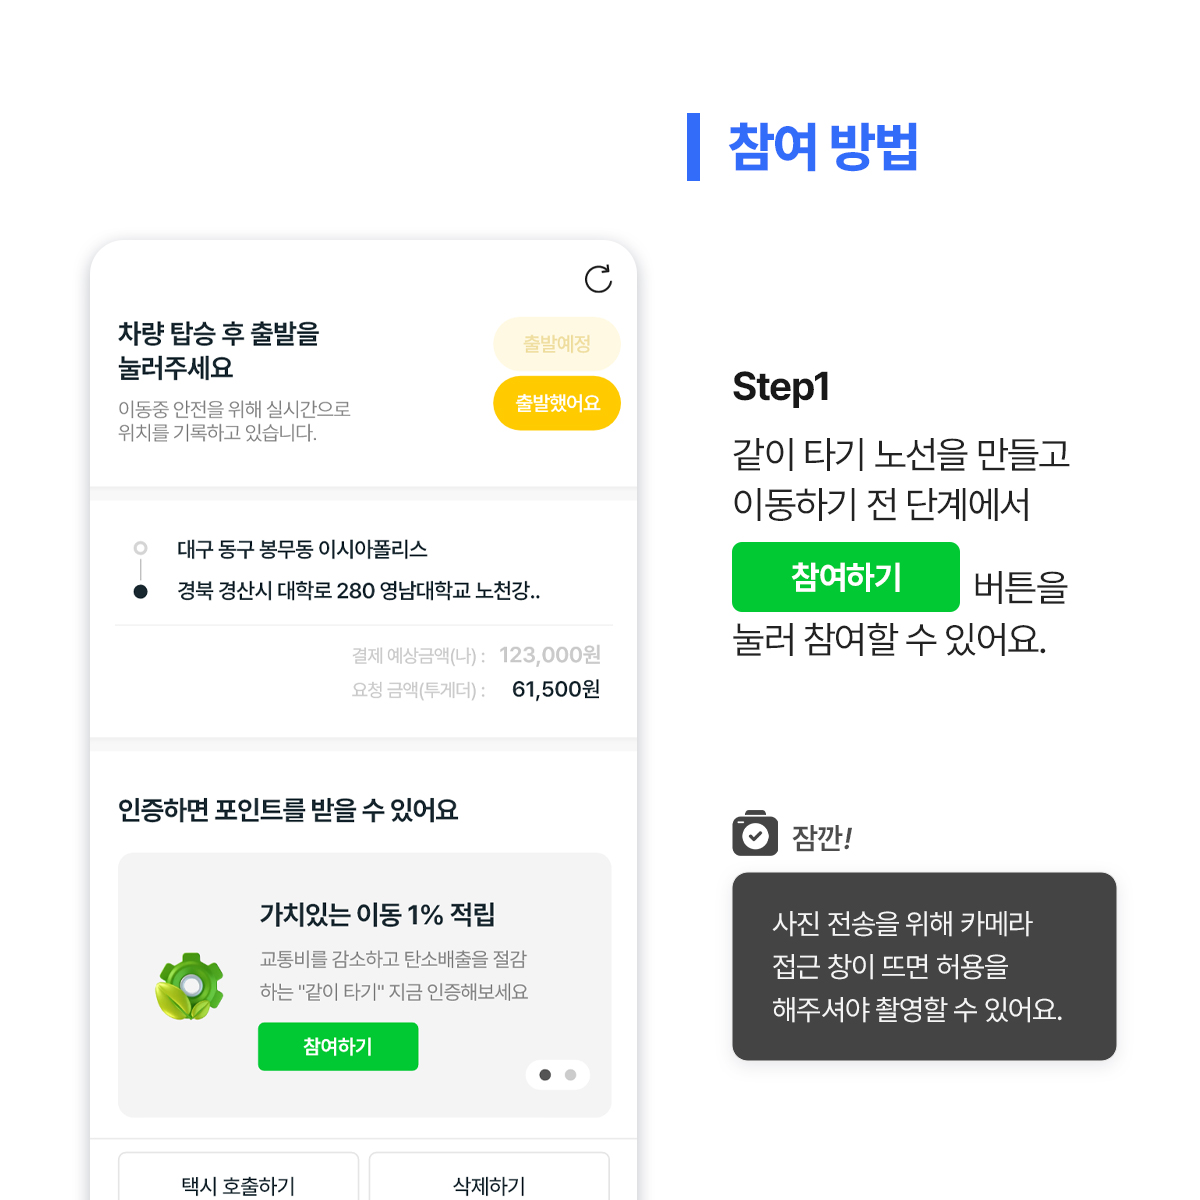 참여 방법
차량 탑승 후 출발을
눌러주세요
이동중 안전을 위해 실시간으로
위치를 기록하고 있습니다.
출발예정
출발했어요
대구 동구 봉무동 이시아폴리스
경북 경산시 대학로 280 영남대학교 노천강..
결제 예상금액(나) : 123,000원
요청 금액(투게더) : 61,500원
인증하면 포인트를 받을 수 있어요
가치있는 이동 1% 적립
교통비를 감소하고 탄소배출을 절감
하는 "같이 타기" 지금 인증해보세요
참여하기
택시 호출하기
삭제하기
Step1
같이 타기 노선을 만들고
이동하기 전 단계에서
참여하기 버튼을
눌러 참여할 수 있어요.
잠깐!
사진 전송을 위해 카메라
접근 창이 뜨면 허용을
해주셔야 촬영할 수 있어요.